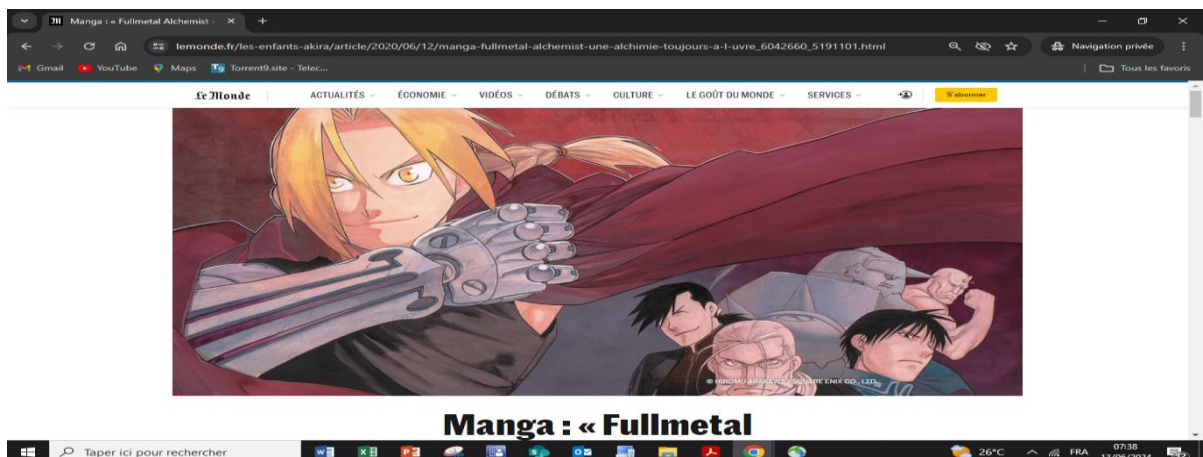 Manga : « Fullmetal Alchemist -
lemonde.fr/les-enfants-akira/article/2020/06/12/manga-fullmetal-alchemist-une-alchimie-toujours-a-l-uvre_6042660_5191101.html
Navigation privée
Gmail YouTube Maps Torrent9.site - Telec... Tous les favoris
Le Monde ACTUALITÉS ÉCONOMIE VIDÉOS DÉBATS CULTURE LE GOÛT DU MONDE SERVICES S'abonner
© HIROMU ARAKAWA / SQUARE ENIX CO., LTD.
Manga : « Fullmetal
Taper ici pour rechercher 26°C FRA 07:38
13/06/2024